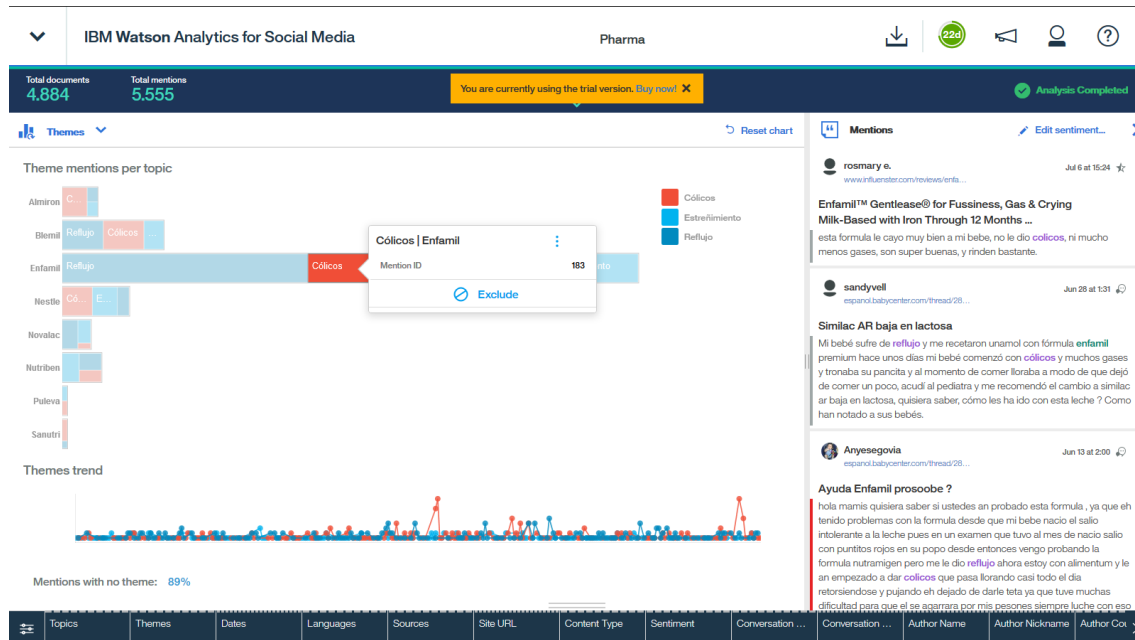 IBM Watson Analytics for Social Media
Pharma
22d
Total documents
4.884
Total mentions
5.555
You are currently using the trial version. Buy now!
Analysis Completed
Themes
Reset chart
Theme mentions per topic
Almiron
C...
Blemil
Reflujo
Cólicos
...
Enfamil
Reflujo
Cólicos
Nestle
Có...
E...
Novalac
Nutriben
Puleva
Sanutri
Cólicos
Estreñimiento
Reflujo
Cólicos | Enfamil
Mention ID
183
Exclude
Themes trend
Mentions with no theme: 89%
Mentions
Edit sentiment...
rosmary e.
Jul 6 at 15:24
www.influenster.com/reviews/enfa...
Enfamil™ Gentlease® for Fussiness, Gas & Crying
Milk-Based with Iron Through 12 Months ...
esta formula le cayo muy bien a mi bebe, no le dio colicos, ni mucho
menos gases, son super buenas, y rinden bastante.
sandyvell
Jun 28 at 1:31
espanol.babycenter.com/thread/28...
Similac AR baja en lactosa
Mi bebé sufre de reflujo y me recetaron unamol con fórmula enfamil
premium hace unos días mi bebé comenzó con cólicos y muchos gases
y tronaba su pancita y al momento de comer lloraba a modo de que dejó
de comer un poco, acudí al pediatra y me recomendó el cambio a similac
ar baja en lactosa, quisiera saber, cómo les ha ido con esta leche ? Como
han notado a sus bebés.
Anyesegovia
Jun 13 at 2:00
espanol.babycenter.com/thread/28...
Ayuda Enfamil prosoobe ?
hola mamis quisiera saber si ustedes an probado esta formula , ya que eh
tenido problemas con la formula desde que mi bebe nacio el salio
intolerante a la leche pues en un examen que tuvo al mes de nacio salio
con puntitos rojos en su popo desde entonces vengo probando la
formula nutramigen pero me le dio reflujo ahora estoy con alimentum y le
an empezado a dar colicos que pasa llorando casi todo el dia
retorsiendose y pujando eh dejado de darle teta ya que tuve muchas
dificultad para que el se agarrara por mis pesones siempre luche con eso
Topics
Themes
Dates
Languages
Sources
Site URL
Content Type
Sentiment
Conversation ...
Conversation ...
Author Name
Author Nickname
Author Cou